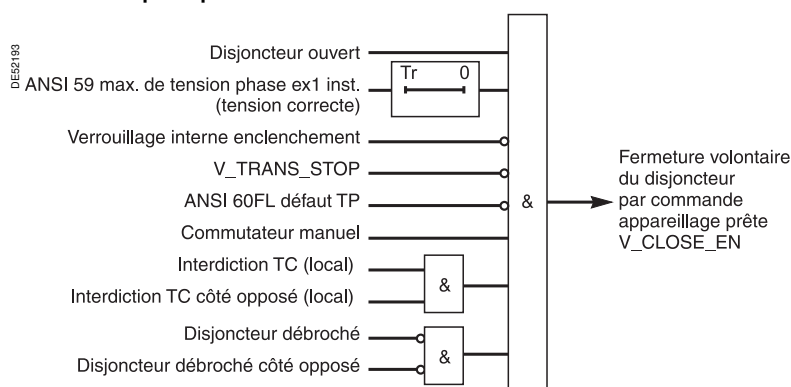 DE52193
Disjoncteur ouvert
ANSI 59 max. de tension phase ex1 inst.
(tension correcte)
Tr 0
Verrouillage interne enclenchement
V_TRANS_STOP
ANSI 60FL défaut TP
Commutateur manuel
Interdiction TC (local)
Interdiction TC côté opposé (local)
&
Disjoncteur débroché
Disjoncteur débroché côté opposé
&
&
Fermeture volontaire
du disjoncteur
par commande
appareillage prête
V_CLOSE_EN